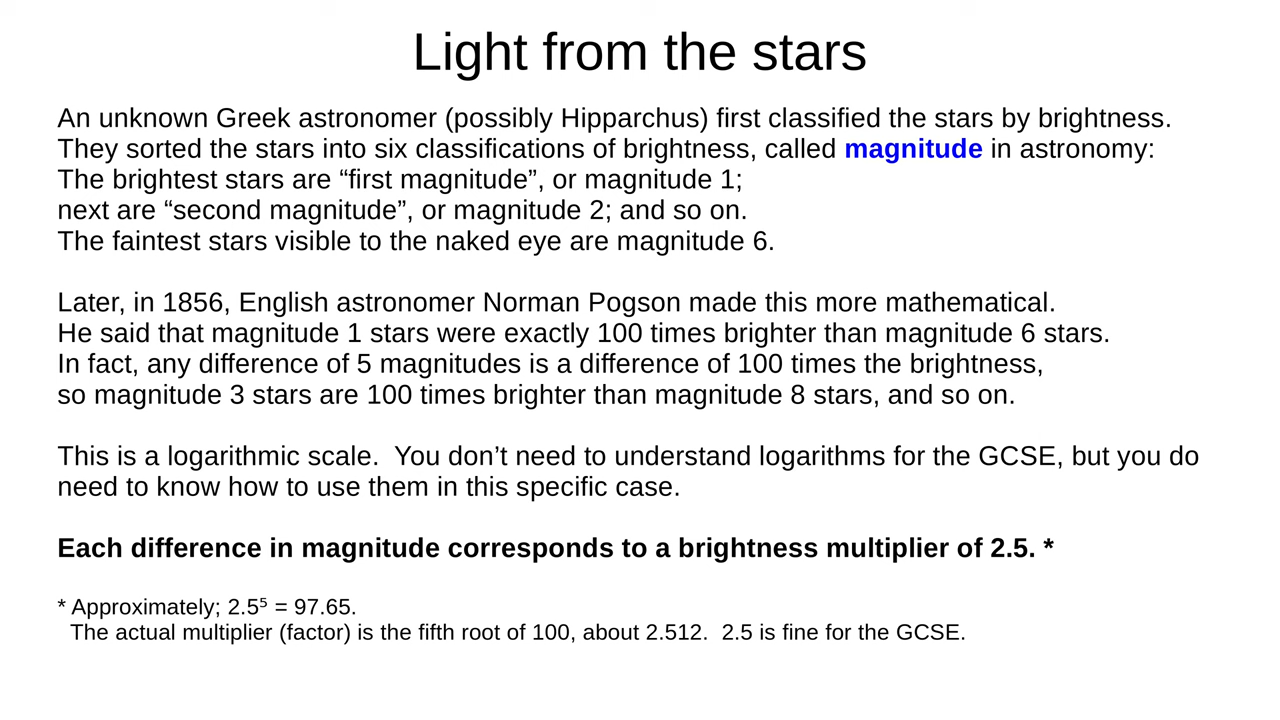 Light from the stars
An unknown Greek astronomer (possibly Hipparchus) first classified the stars by brightness.
They sorted the stars into six classifications of brightness, called magnitude in astronomy:
The brightest stars are “first magnitude”, or magnitude 1;
next are “second magnitude”, or magnitude 2; and so on.
The faintest stars visible to the naked eye are magnitude 6.
Later, in 1856, English astronomer Norman Pogson made this more mathematical.
He said that magnitude 1 stars were exactly 100 times brighter than magnitude 6 stars.
In fact, any difference of 5 magnitudes is a difference of 100 times the brightness,
so magnitude 3 stars are 100 times brighter than magnitude 8 stars, and so on.
This is a logarithmic scale.  You don’t need to understand logarithms for the GCSE, but you do
need to know how to use them in this specific case.
Each difference in magnitude corresponds to a brightness multiplier of 2.5. *
* Approximately; 2.5⁵ = 97.65.
The actual multiplier (factor) is the fifth root of 100, about 2.512.  2.5 is fine for the GCSE.